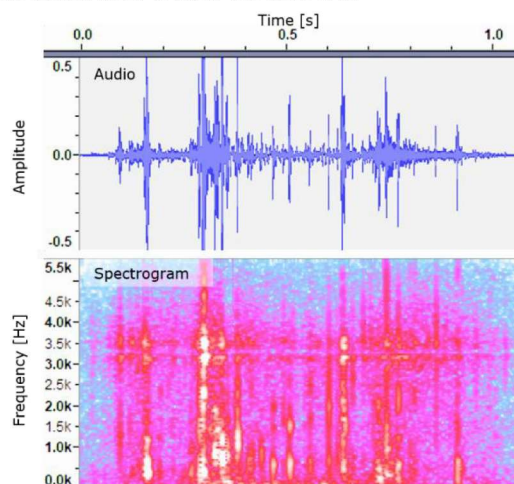 Time [s]
0.0 0.5 1.0
0.5
Audio
Amplitude
0.0
-0.5
5.5k
Spectrogram
4.5k
Frequency [Hz]
4.0k
3.5k
3.0k
2.5k
2.0k
1.5k
1.0k
0.0k